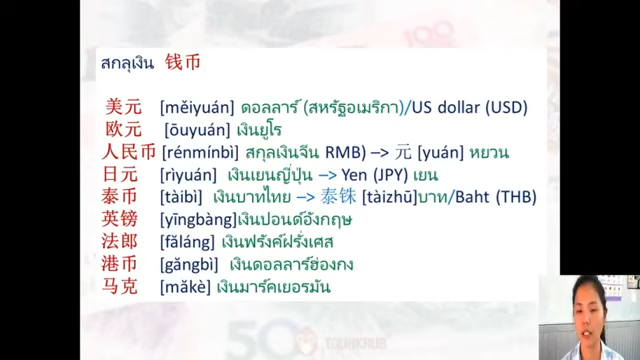 สกลุเงิน 钱币
美元 [měiyuán] ดอลลาร์ (สหรัฐอเมริกา)/US dollar (USD)
欧元 [ōuyuán] เงินยูโร
人民币 [rénmínbì] สกุลเงินจีน RMB) –> 元 [yuán] หยวน
日元 [rìyuán] เงินเยนญี่ปุ่น –> Yen (JPY) เยน
泰币 [tàibì] เงินบาทไทย –> 泰铢 [tàizhū]บาท/Baht (THB)
英镑 [yīngbàng]เงินปอนด์อังกฤษ
法郎 [fǎláng] เงินฟรังค์ฝรั่งเศส
港币 [gǎngbì] เงินดอลลาร์ฮ่องกง
马克 [mǎkè] เงินมาร์คเยอรมัน
50
100